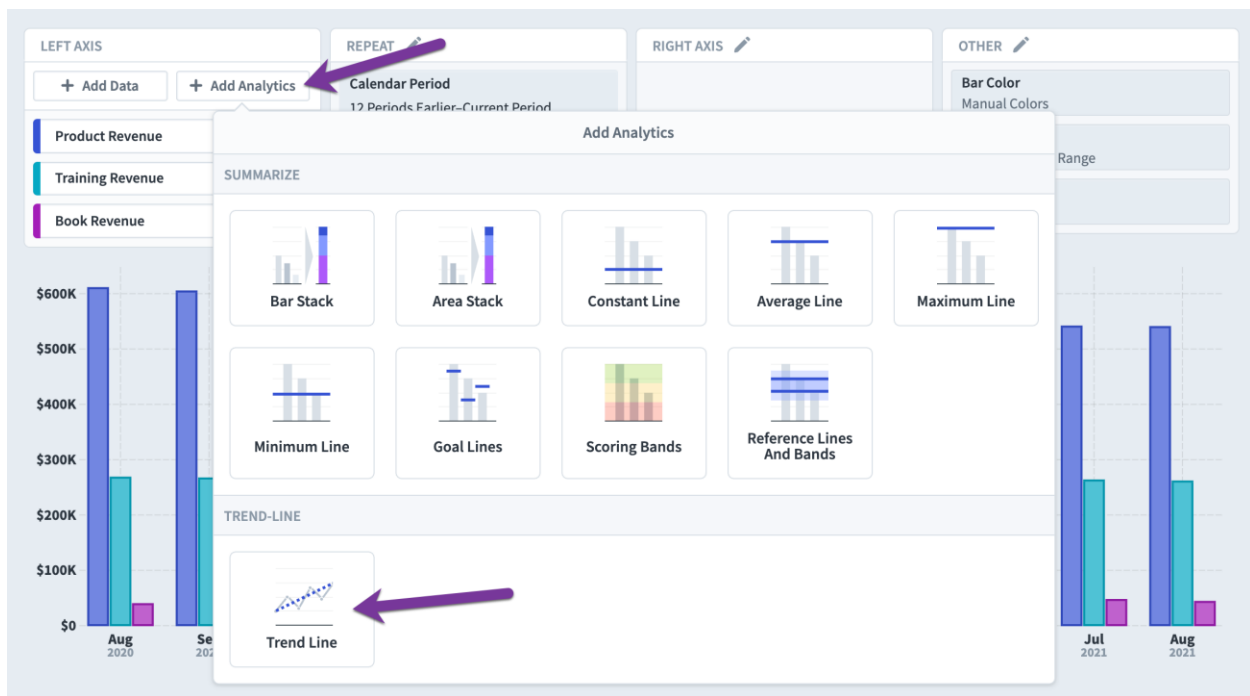 LEFT AXIS
REPEAT
RIGHT AXIS
OTHER
+ Add Data
+ Add Analytics
Calendar Period
12 Periods Earlier–Current Period
Bar Color
Manual Colors
Range
Product Revenue
Training Revenue
Book Revenue
Add Analytics
SUMMARIZE
Bar Stack
Area Stack
Constant Line
Average Line
Maximum Line
Minimum Line
Goal Lines
Scoring Bands
Reference Lines
And Bands
TREND-LINE
Trend Line
$600K
$500K
$400K
$300K
$200K
$100K
$0
Aug
2020
Jul
2021
Aug
2021